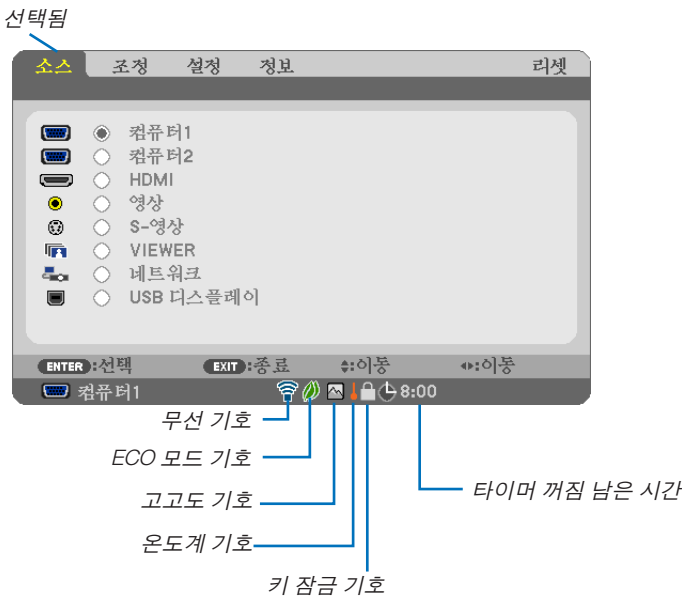 선택됨
소스 조정 설정 정보 리셋
컴퓨터1
컴퓨터2
HDMI
영상
S-영상
VIEWER
네트워크
USB 디스플레이
ENTER :선택 EXIT :종료 :이동 :이동
컴퓨터1 8:00
무선 기호
ECO 모드 기호
고고도 기호
타이머 꺼짐 남은 시간
온도계 기호
키 잠금 기호